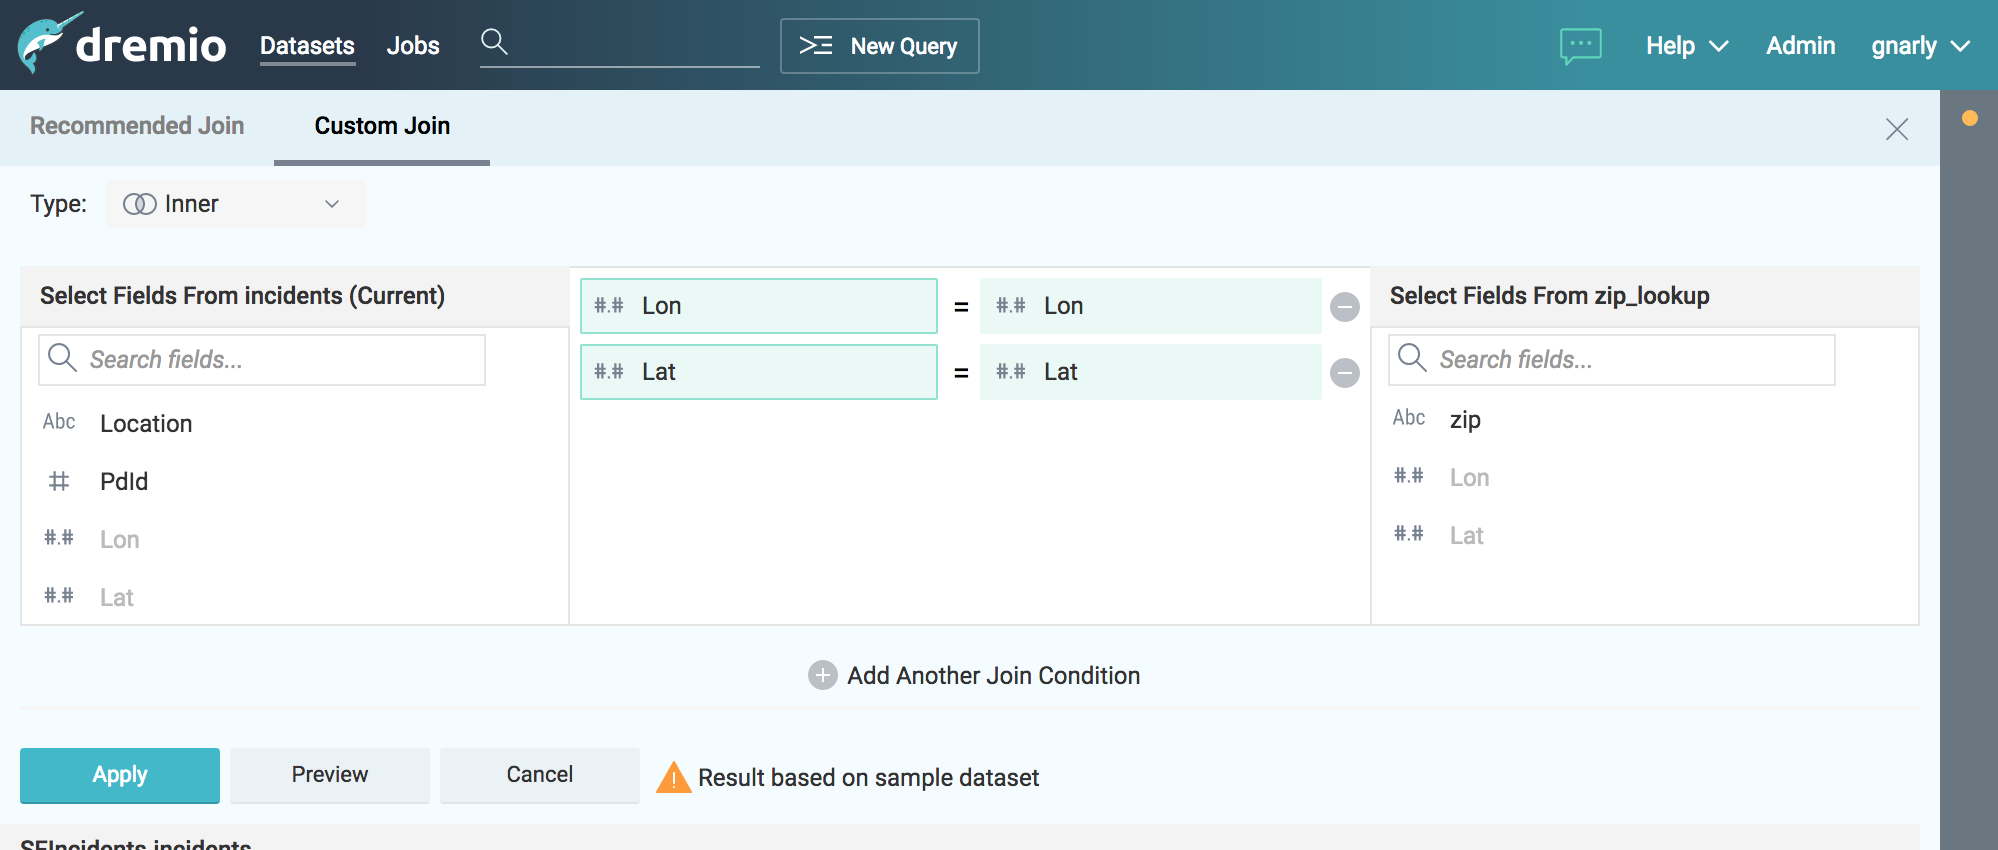 dremio Datasets Jobs New Query Help Admin gnarly
Recommended Join Custom Join
Type: Inner
Select Fields From incidents (Current)
Search fields...
Abc Location
# PdId
#.# Lon
#.# Lat
#.# Lon = #.# Lon
#.# Lat = #.# Lat
Select Fields From zip_lookup
Search fields...
Abc zip
#.# Lon
#.# Lat
Add Another Join Condition
Apply Preview Cancel Result based on sample dataset
SFIncidents incidents